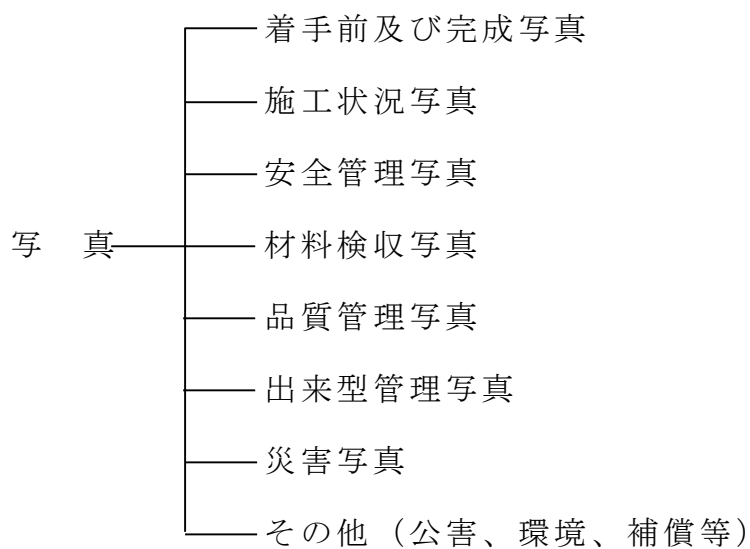 着手前及び完成写真
施工状況写真
安全管理写真
写　真
材料検収写真
品質管理写真
出来型管理写真
災害写真
その他（公害、環境、補償等）